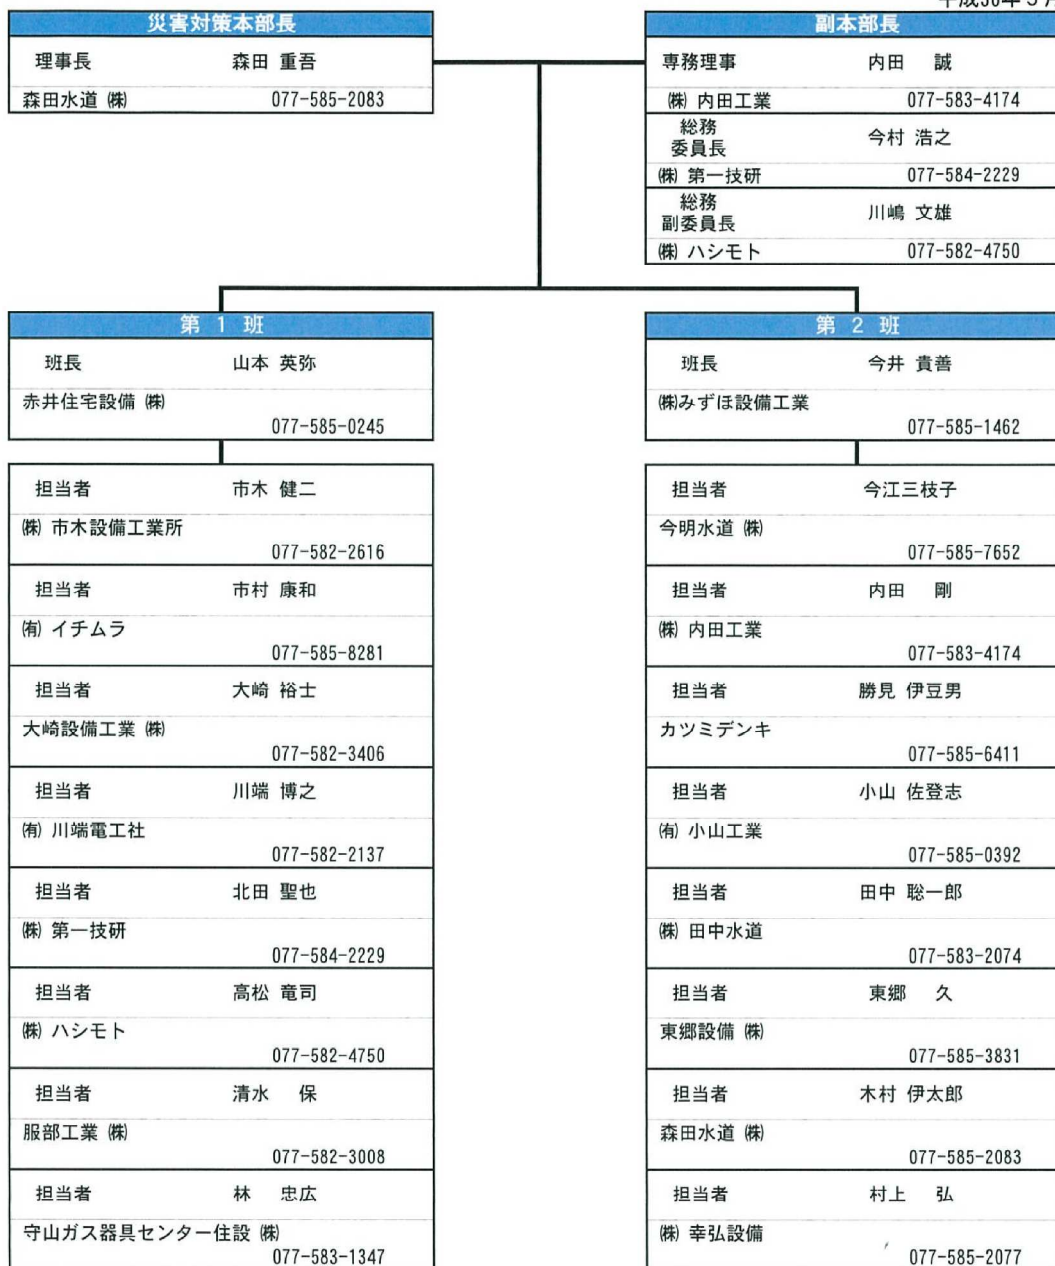 災害対策本部長
理事長 森田 重吾
森田水道 ㈱ 077-585-2083
副本部長
専務理事 内田 誠
㈱ 内田工業 077-583-4174
総務
委員長 今村 浩之
㈱ 第一技研 077-584-2229
総務
副委員長 川嶋 文雄
㈱ ハシモト 077-582-4750
第 1 班
班長 山本 英弥
赤井住宅設備 ㈱
077-585-0245
担当者 市木 健二
㈱ 市木設備工業所
077-582-2616
担当者 市村 康和
㈲ イチムラ
077-585-8281
担当者 大崎 裕士
大崎設備工業 ㈱
077-582-3406
担当者 川端 博之
㈲ 川端電工社
077-582-2137
担当者 北田 聖也
㈱ 第一技研
077-584-2229
担当者 高松 竜司
㈱ ハシモト
077-582-4750
担当者 清水 保
服部工業 ㈱
077-582-3008
担当者 林 忠広
守山ガス器具センター住設 ㈱
077-583-1347
第 2 班
班長 今井 貴善
㈱みずほ設備工業
077-585-1462
担当者 今江三枝子
今明水道 ㈱
077-585-7652
担当者 内田 剛
㈱ 内田工業
077-583-4174
担当者 勝見 伊豆男
カツミデンキ
077-585-6411
担当者 小山 佐登志
㈲ 小山工業
077-585-0392
担当者 田中 聡一郎
㈱ 田中水道
077-583-2074
担当者 東郷 久
東郷設備 ㈱
077-585-3831
担当者 木村 伊太郎
森田水道 ㈱
077-585-2083
担当者 村上 弘
㈱ 幸弘設備
077-585-2077